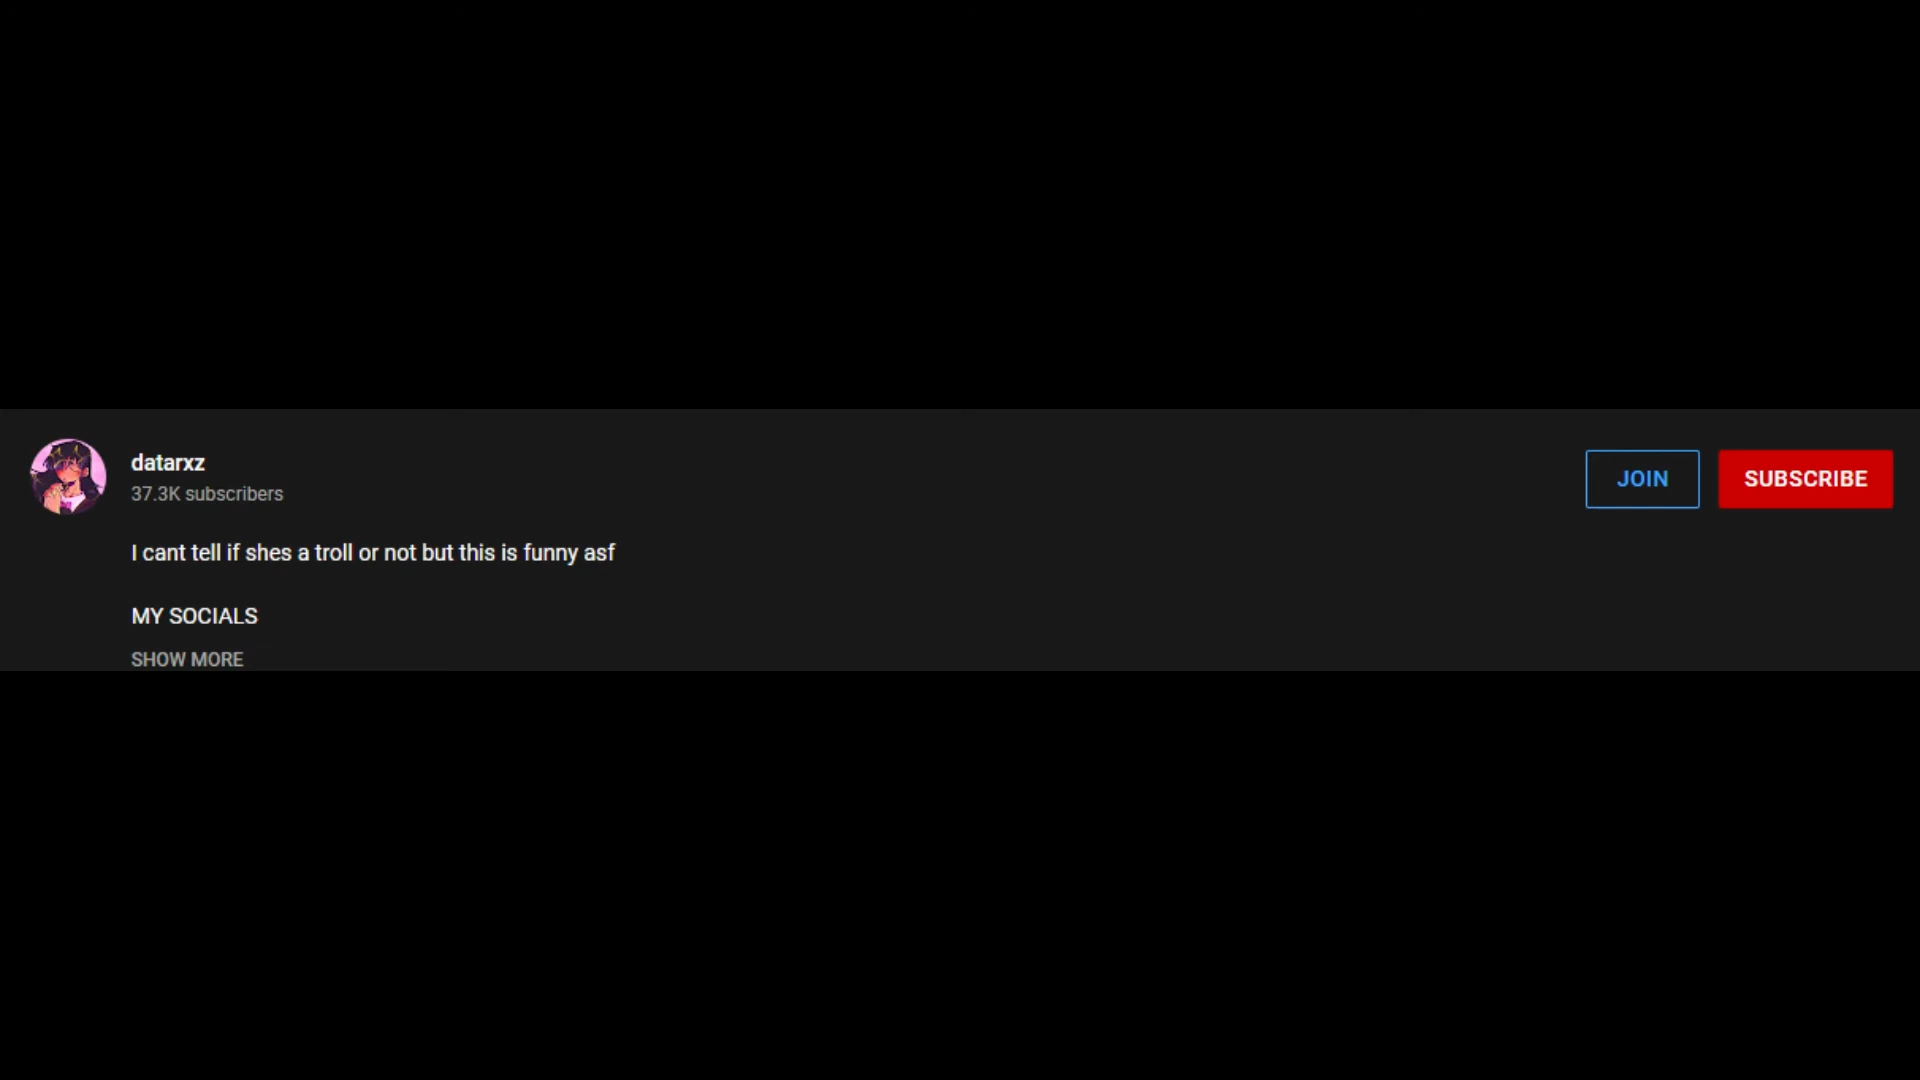 datarxz
37.3K subscribers
JOIN
SUBSCRIBE
I cant tell if shes a troll or not but this is funny asf
MY SOCIALS
SHOW MORE